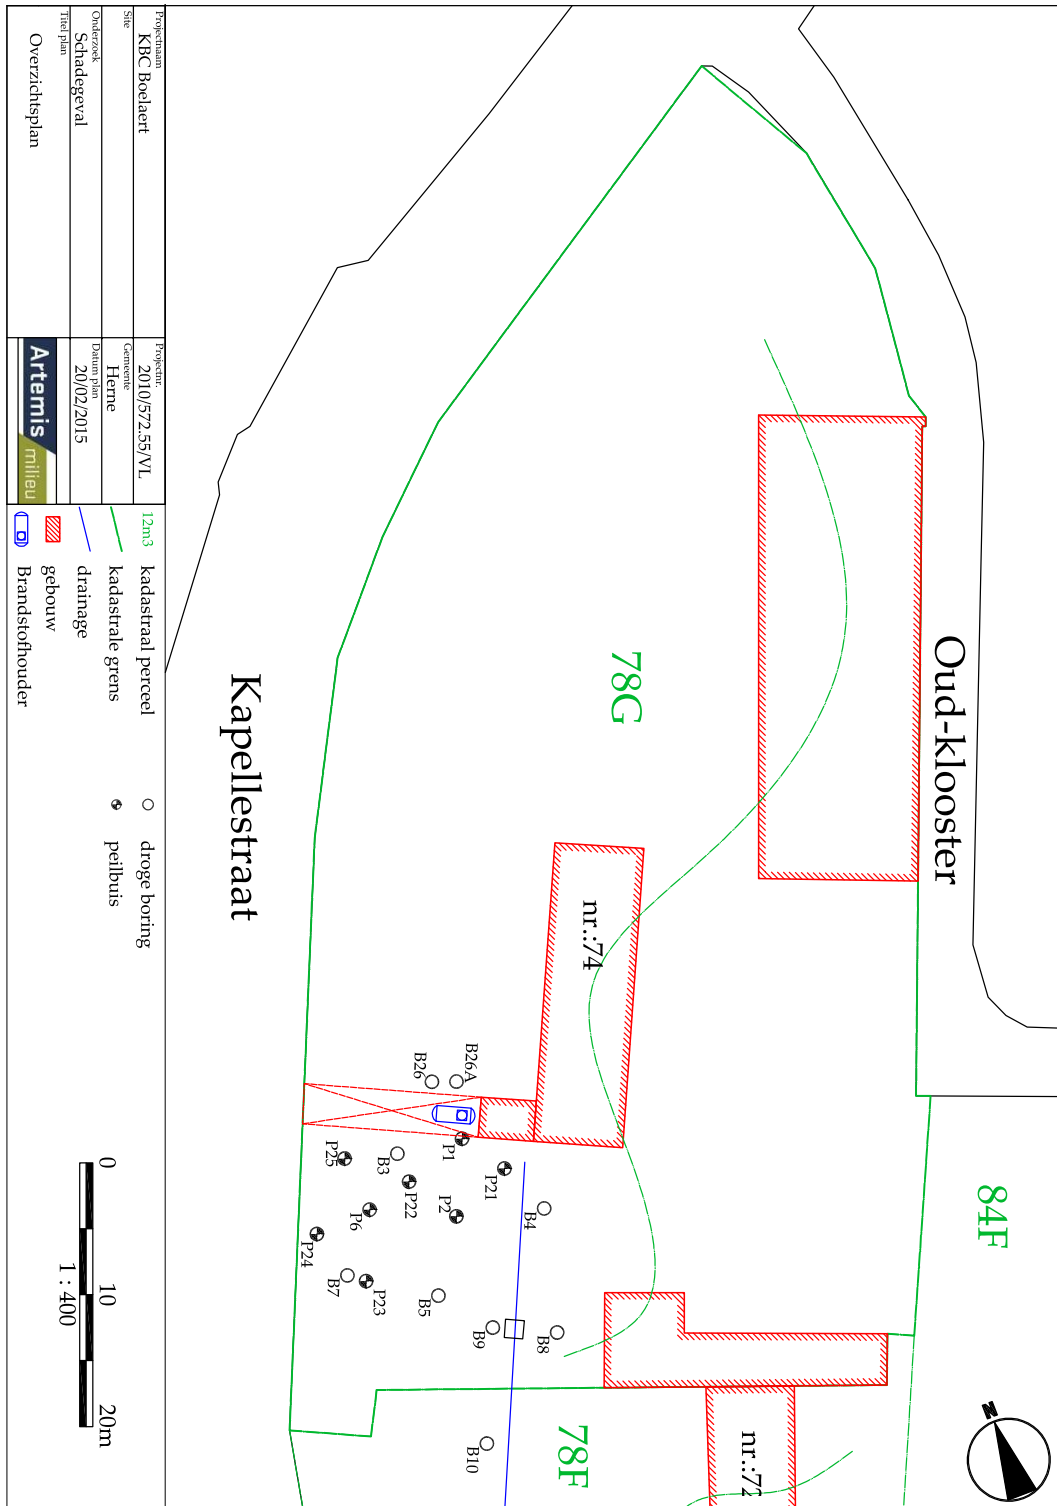 Oud-klooster
84F
78G
nr.:74
nr.:72
78F
Kapellestraat
B26A
B26
P1
P21
B3
P25
P22
P2
B4
P6
P24
B7
P23
B5
B9
B8
B10
N
0 10 20m
1 : 400
Projectnaam
KBC Boelaert
Site
Onderzoek
Schadegeval
Titel plan
Overzichtsplan
Projectnr.
2010/572.55/VL
Gemeente
Herne
Datum plan
20/02/2015
Artemis milieu
12m3 kadastraal perceel
kadastrale grens
drainage
gebouw
Brandstofhouder
droge boring
peilbuis